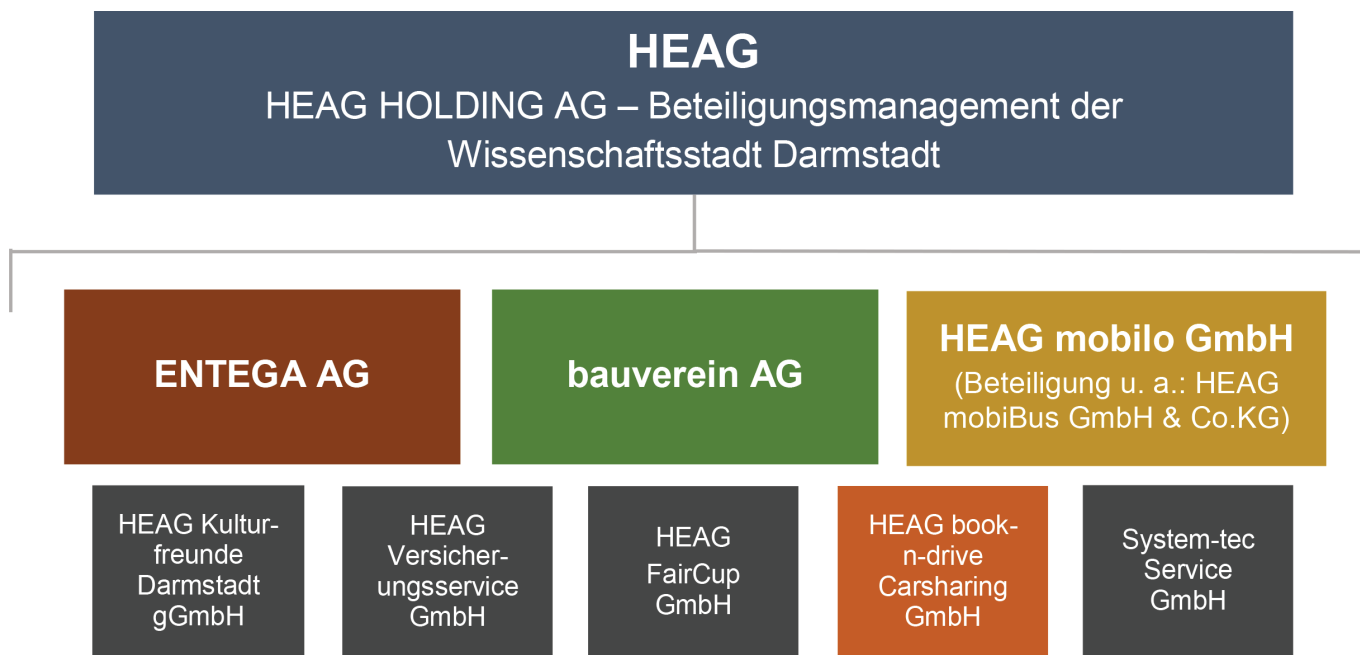 HEAG
HEAG HOLDING AG – Beteiligungsmanagement der
Wissenschaftsstadt Darmstadt
ENTEGA AG
bauverein AG
HEAG mobilo GmbH
(Beteiligung u. a.: HEAG
mobiBus GmbH & Co.KG)
HEAG Kultur-
freunde
Darmstadt
gGmbH
HEAG
Versicher-
ungsservice
GmbH
HEAG
FairCup
GmbH
HEAG book-
n-drive
Carsharing
GmbH
System-tec
Service
GmbH